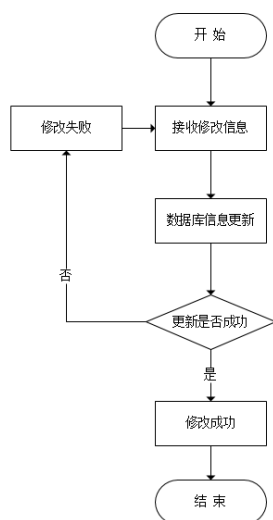 开 始
修改失败
接收修改信息
数据库信息更新
否
更新是否成功
是
修改成功
结 束